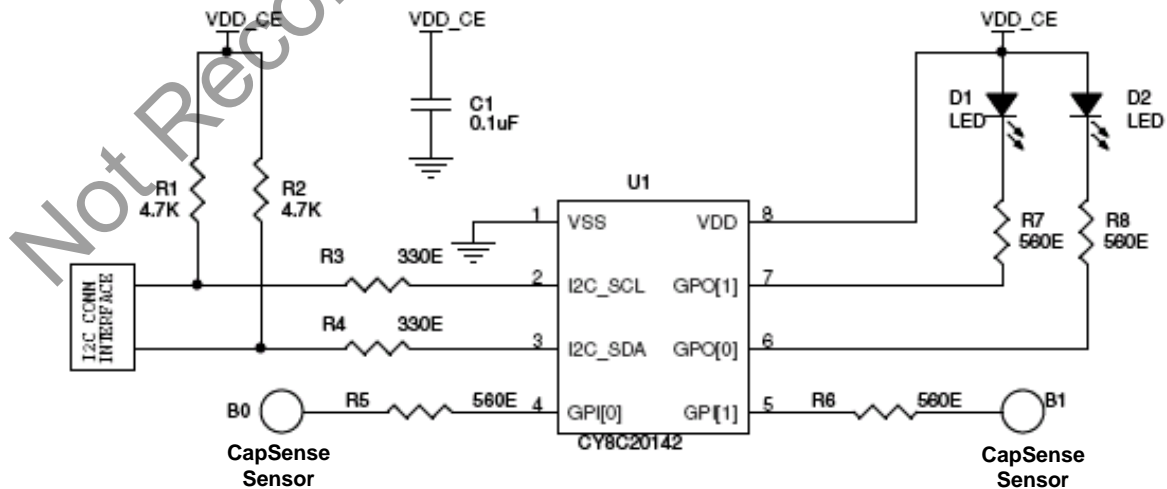 Not Reco
VDD_CE
VDD_CE
VDD_CE
C1
0.1uF
D1
LED
D2
LED
R1
4.7K
R2
4.7K
U1
1
VSS
VDD
8
R7
560E
R8
560E
R3
330E
2
I2C_SCL
GPO[1]
7
I2C CONN
INTERFACE
R4
330E
3
I2C_SDA
GPO[0]
6
B0
R5
560E
4
GPI[0]
GPI[1]
5
R6
560E
B1
CY8C20142
CapSense
Sensor
CapSense
Sensor